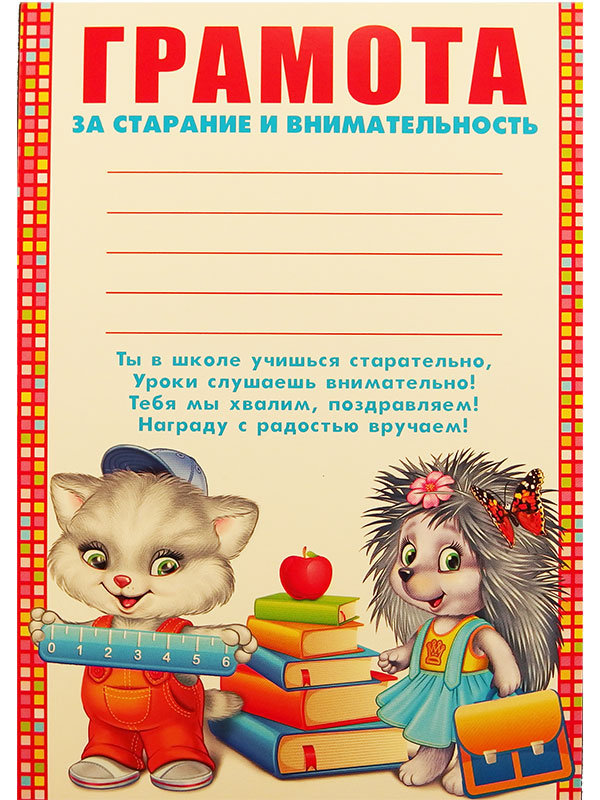 ГРАМОТА
ЗА СТАРАНИЕ И ВНИМАТЕЛЬНОСТЬ
Ты в школе учишься старательно,
Уроки слушаешь внимательно!
Тебя мы хвалим, поздравляем!
Награду с радостью вручаем!
0 1 2 3 4 5 6